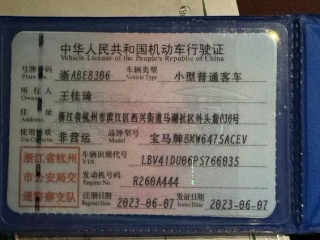 中华人民共和国机动车行驶证
Vehicle License of the People's Republic of China
号牌号码 浙ABE8306 车辆类型 小型普通客车
Plate No. Vehicle Type
所有人 王佳琦
Owner
住址 浙江省杭州市滨江区西兴街道马湖社区外头翁030号
Address
使用性质 非营运 品牌型号 宝马牌BMW6475ACEV
Use Character Model
浙江省杭州市公安局交通警察支队
车辆识别代号 LBV41DU06PS766035
VIN
发动机号码 R260A444
Engine No.
注册日期 2023-06-07 发证日期 2023-06-07
Register Date Issue Date